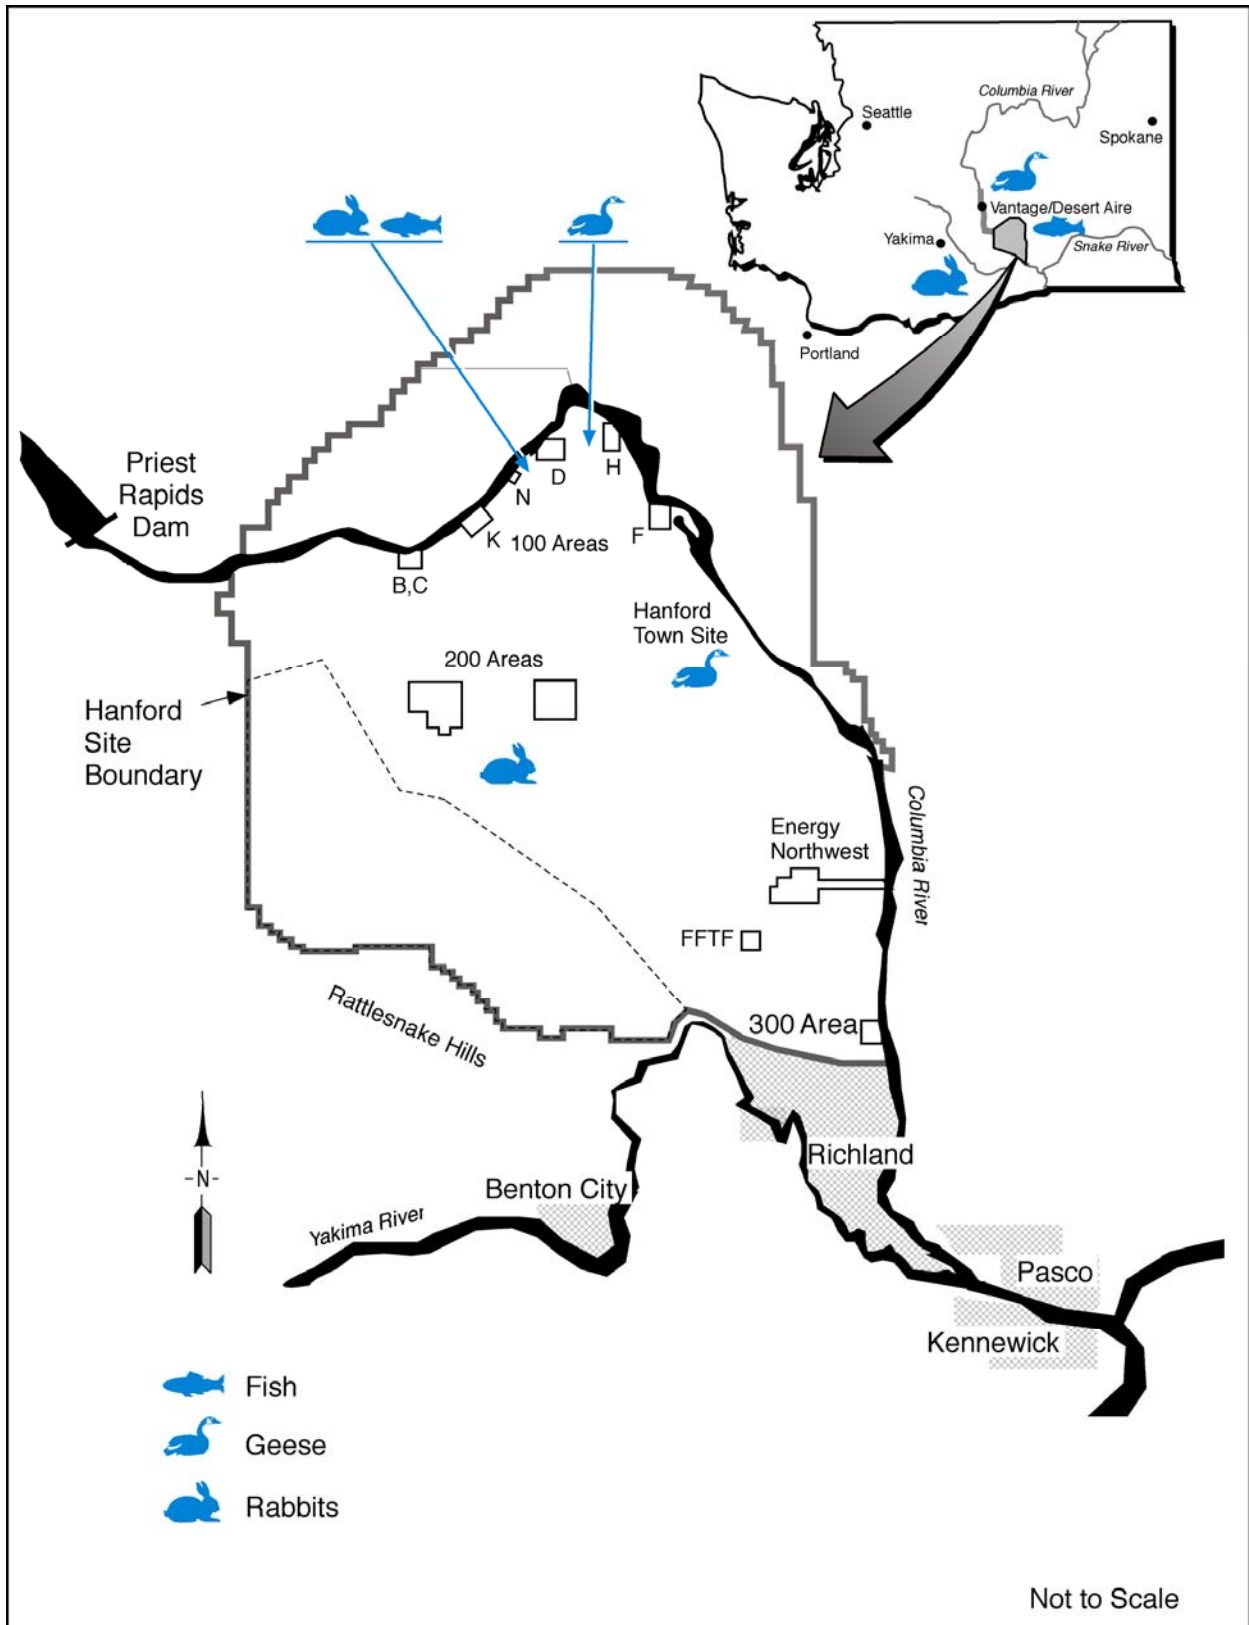 Columbia River
Seattle
Spokane
Vantage/Desert Aire
Yakima
Snake River
Portland
Priest
Rapids
Dam
D
H
N
K
F
100 Areas
B,C
Hanford
Town Site
200 Areas
Hanford
Site
Boundary
Columbia River
Energy
Northwest
FFTF
Rattlesnake Hills
300 Area
-N-
Richland
Benton City
Yakima River
Pasco
Kennewick
Fish
Geese
Rabbits
Not to Scale